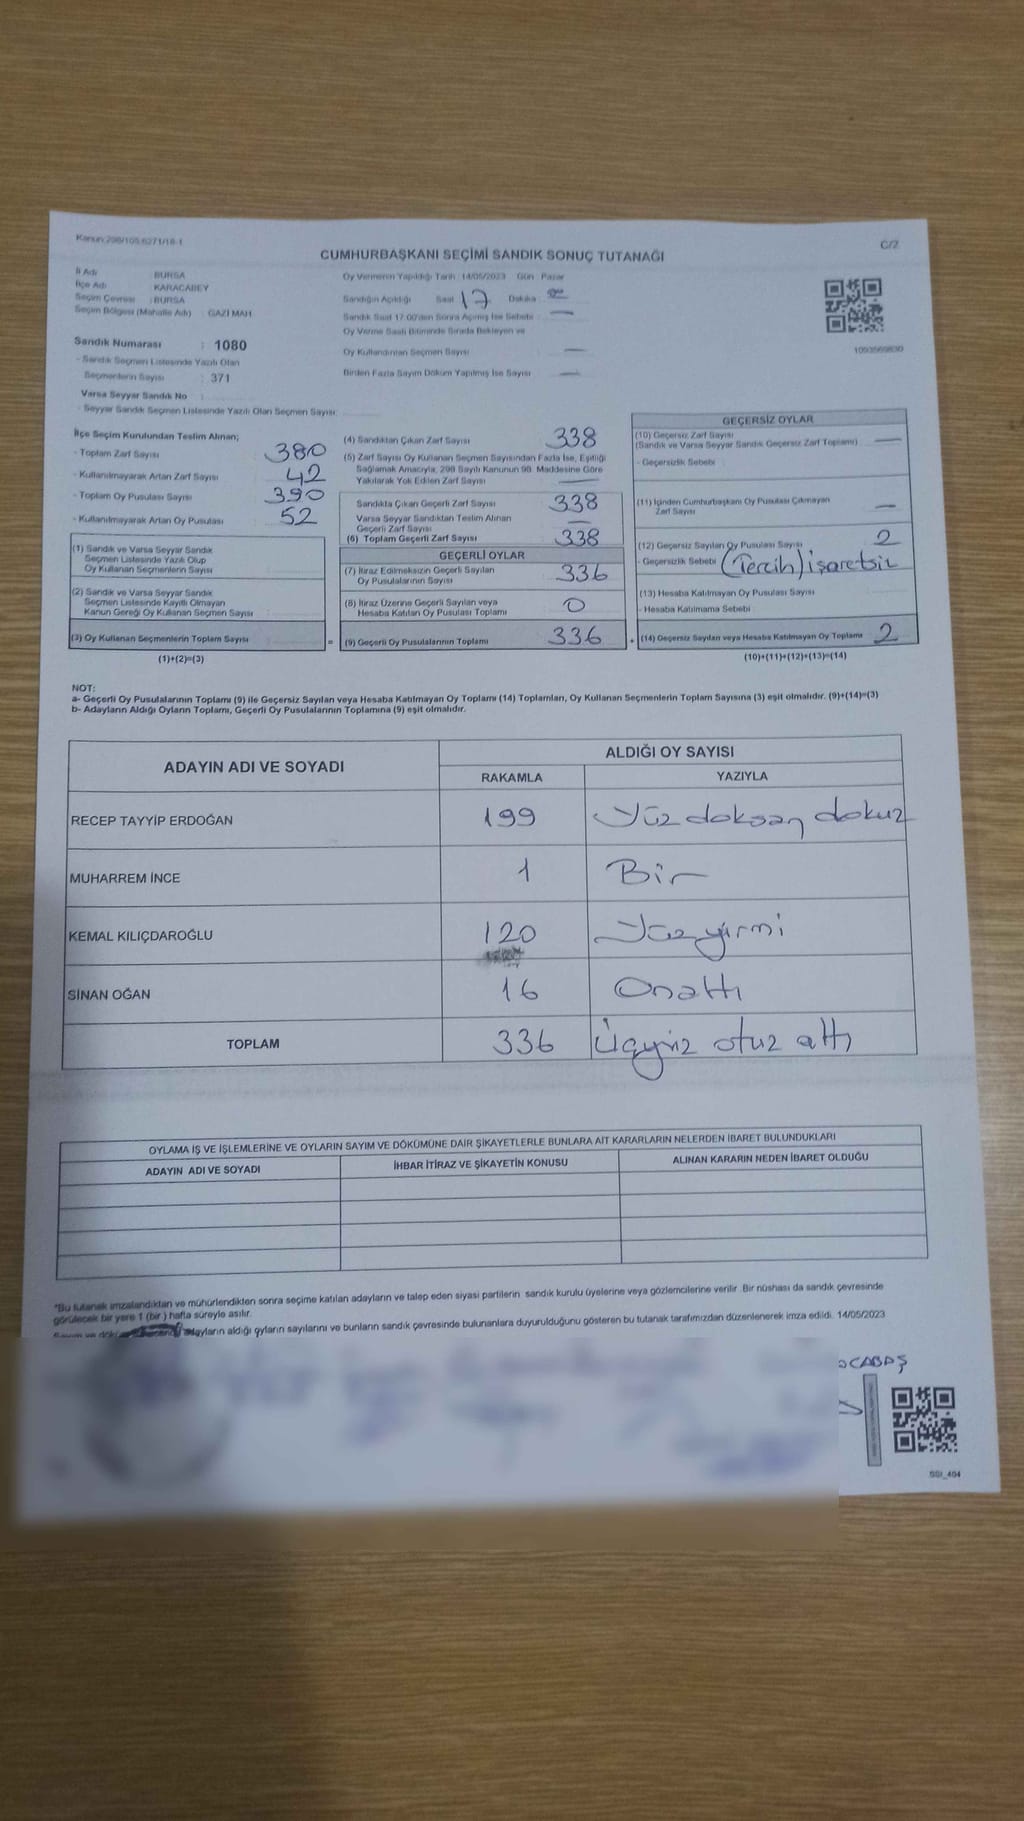 Kanun:298/105-6271/18-1
C/2
CUMHURBAŞKANI SEÇİMİ SANDIK SONUÇ TUTANAĞI
İl Adı : BURSA
İlçe Adı : KARACABEY
Seçim Çevresi : BURSA
Seçim Bölgesi (Mahalle Adı) : GAZİ MAH.
Sandık Numarası : 1080
- Sandık Seçmen Listesinde Yazılı Olan
Seçmenlerin Sayısı : 371
Varsa Seyyar Sandık No :
- Seyyar Sandık Seçmen Listesinde Yazılı Olan Seçmen Sayısı:
Oy Vermenin Yapıldığı Tarih: 14/05/2023 Gün: Pazar
Sandığın Açıldığı Saat 17 Dakika :
Sandık Saat 17:00'den Sonra Açılmış İse Sebebi : —
Oy Verme Saati Bitiminde Sırada Bekleyen ve
Oy Kullandırılan Seçmen Sayısı : —
Birden Fazla Sayım Döküm Yapılmış İse Sayısı : —
1093569830
İlçe Seçim Kurulundan Teslim Alınan;
- Toplam Zarf Sayısı : 380
- Kullanılmayarak Artan Zarf Sayısı : 42
- Toplam Oy Pusulası Sayısı : 390
- Kullanılmayarak Artan Oy Pusulası : 52
(1) Sandık ve Varsa Seyyar Sandık
Seçmen Listesinde Yazılı Olup
Oy Kullanan Seçmenlerin Sayısı :
(2) Sandık ve Varsa Seyyar Sandık
Seçmen Listesinde Kayıtlı Olmayan
Kanun Gereği Oy Kullanan Seçmen Sayısı :
(3) Oy Kullanan Seçmenlerin Toplam Sayısı : =
(1)+(2)=(3)
(4) Sandıktan Çıkan Zarf Sayısı : 338
(5) Zarf Sayısı Oy Kullanan Seçmen Sayısından Fazla İse, Eşitliği
Sağlamak Amacıyla, 298 Sayılı Kanunun 98. Maddesine Göre
Yakılarak Yok Edilen Zarf Sayısı : —
Sandıkta Çıkan Geçerli Zarf Sayısı : 338
Varsa Seyyar Sandıktan Teslim Alınan
Geçerli Zarf Sayısı : —
(6) Toplam Geçerli Zarf Sayısı : 338
GEÇERLİ OYLAR
(7) İtiraz Edilmeksizin Geçerli Sayılan
Oy Pusulalarının Sayısı : 336
(8) İtiraz Üzerine Geçerli Sayılan veya
Hesaba Katılan Oy Pusulası Toplamı : 0
(9) Geçerli Oy Pusulalarının Toplamı : 336 +
GEÇERSİZ OYLAR
(10) Geçersiz Zarf Sayısı
(Sandık ve Varsa Seyyar Sandık Geçersiz Zarf Toplamı) : —
- Geçersizlik Sebebi :
(11) İçinden Cumhurbaşkanı Oy Pusulası Çıkmayan
Zarf Sayısı : —
(12) Geçersiz Sayılan Oy Pusulası Sayısı : 2
- Geçersizlik Sebebi : (Tercih) işaretsiz
(13) Hesaba Katılmayan Oy Pusulası Sayısı :
- Hesaba Katılmama Sebebi :
(14) Geçersiz Sayılan veya Hesaba Katılmayan Oy Toplamı : 2
(10)+(11)+(12)+(13)=(14)
NOT:
a- Geçerli Oy Pusulalarının Toplamı (9) ile Geçersiz Sayılan veya Hesaba Katılmayan Oy Toplamı (14) Toplamları, Oy Kullanan Seçmenlerin Toplam Sayısına (3) eşit olmalıdır. (9)+(14)=(3)
b- Adayların Aldığı Oyların Toplamı, Geçerli Oy Pusulalarının Toplamına (9) eşit olmalıdır.
ADAYIN ADI VE SOYADI
ALDIĞI OY SAYISI
RAKAMLA YAZIYLA
RECEP TAYYİP ERDOĞAN 199 Yüz doksan dokuz
MUHARREM İNCE 1 Bir
KEMAL KILIÇDAROĞLU 120 Yüz yirmi
SİNAN OĞAN 16 Onaltı
TOPLAM 336 Üçyüz otuz altı
OYLAMA İŞ VE İŞLEMLERİNE VE OYLARIN SAYIM VE DÖKÜMÜNE DAİR ŞİKAYETLERLE BUNLARA AİT KARARLARIN NELERDEN İBARET BULUNDUKLARI
ADAYIN ADI VE SOYADI İHBAR İTİRAZ VE ŞİKAYETİN KONUSU ALINAN KARARIN NEDEN İBARET OLDUĞU
*Bu tutanak imzalandıktan ve mühürlendikten sonra seçime katılan adayların ve talep eden siyasi partilerin sandık kurulu üyelerine veya gözlemcilerine verilir. Bir nüshası da sandık çevresinde
görülecek bir yere 1 (bir) hafta süreyle asılır.
Sayım ve döküm adayların aldığı oyların sayılarını ve bunların sandık çevresinde bulunanlara duyurulduğunu gösteren bu tutanak tarafımızdan düzenlenerek imza edildi. 14/05/2023
OCABAŞ